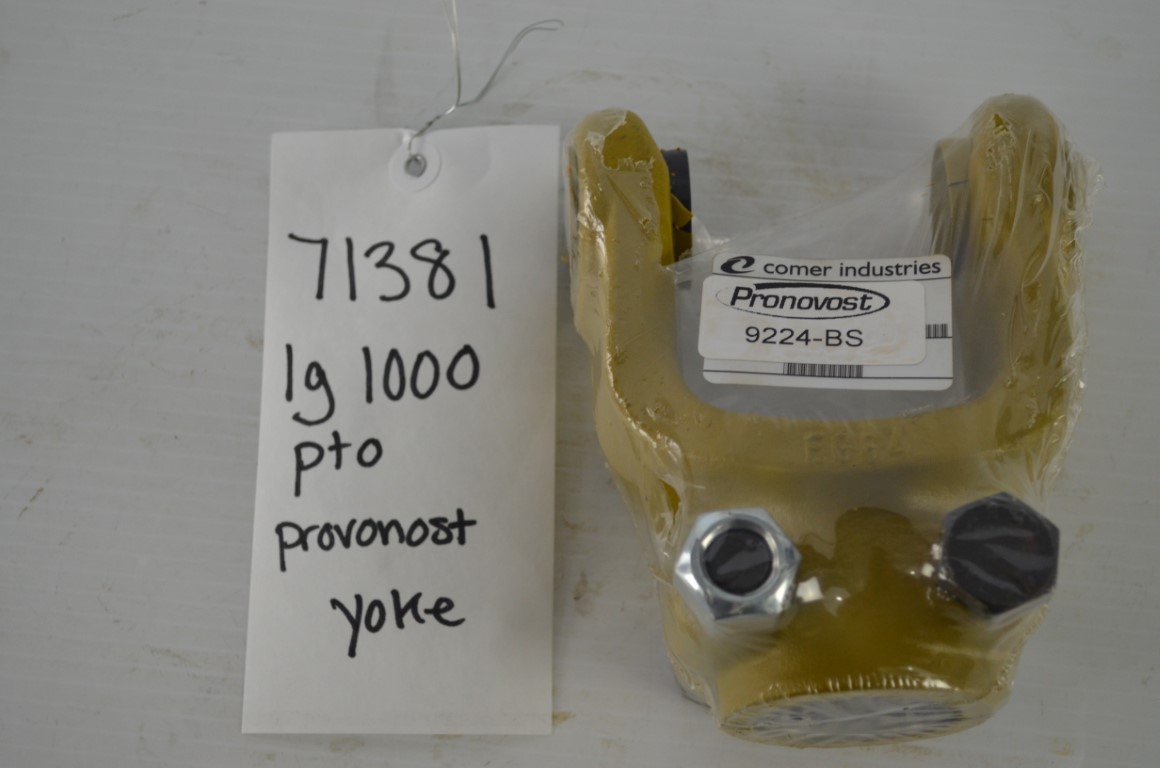 71381
lg 1000
pto
provonost
yoke
comer industries
Pronovost
9224-BS